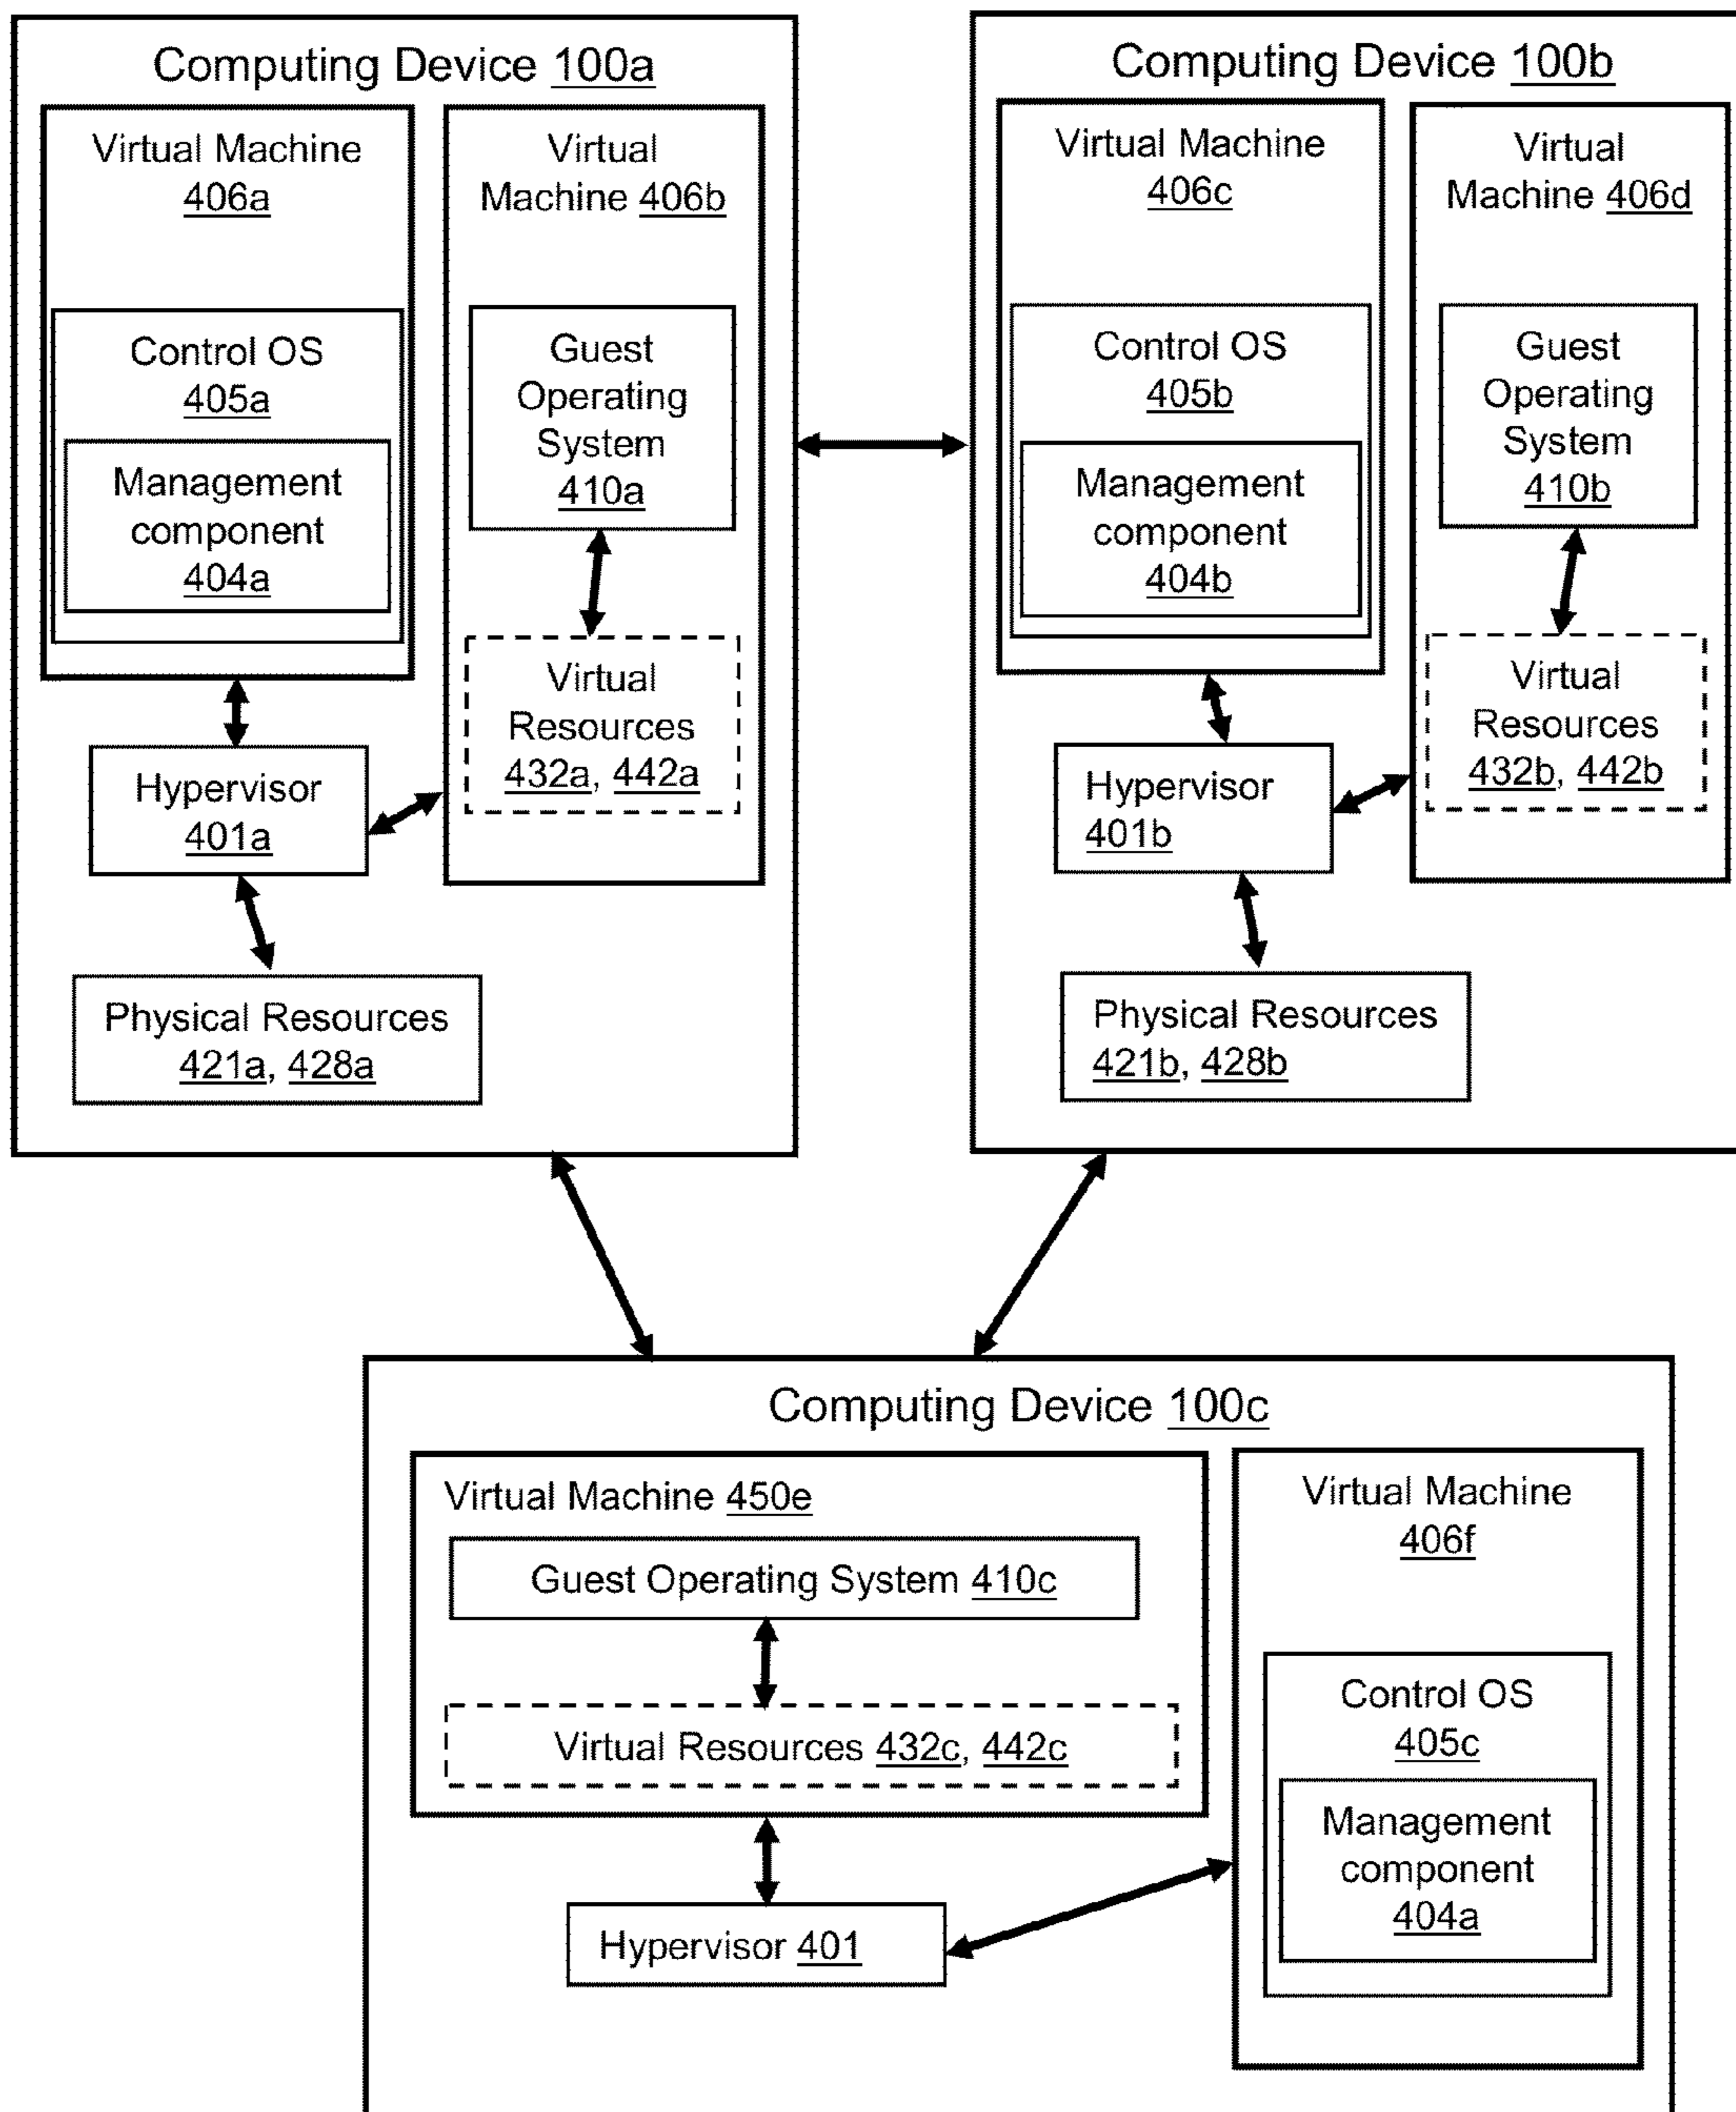 Computing Device 100a
Virtual Machine
406a
Control OS
405a
Management
component
404a
Virtual
Machine 406b
Guest
Operating
System
410a
Virtual
Resources
432a, 442a
Hypervisor
401a
Physical Resources
421a, 428a
Computing Device 100b
Virtual Machine
406c
Control OS
405b
Management
component
404b
Virtual
Machine 406d
Guest
Operating
System
410b
Virtual
Resources
432b, 442b
Hypervisor
401b
Physical Resources
421b, 428b
Computing Device 100c
Virtual Machine 450e
Guest Operating System 410c
Virtual Resources 432c, 442c
Hypervisor 401
Virtual Machine
406f
Control OS
405c
Management
component
404a